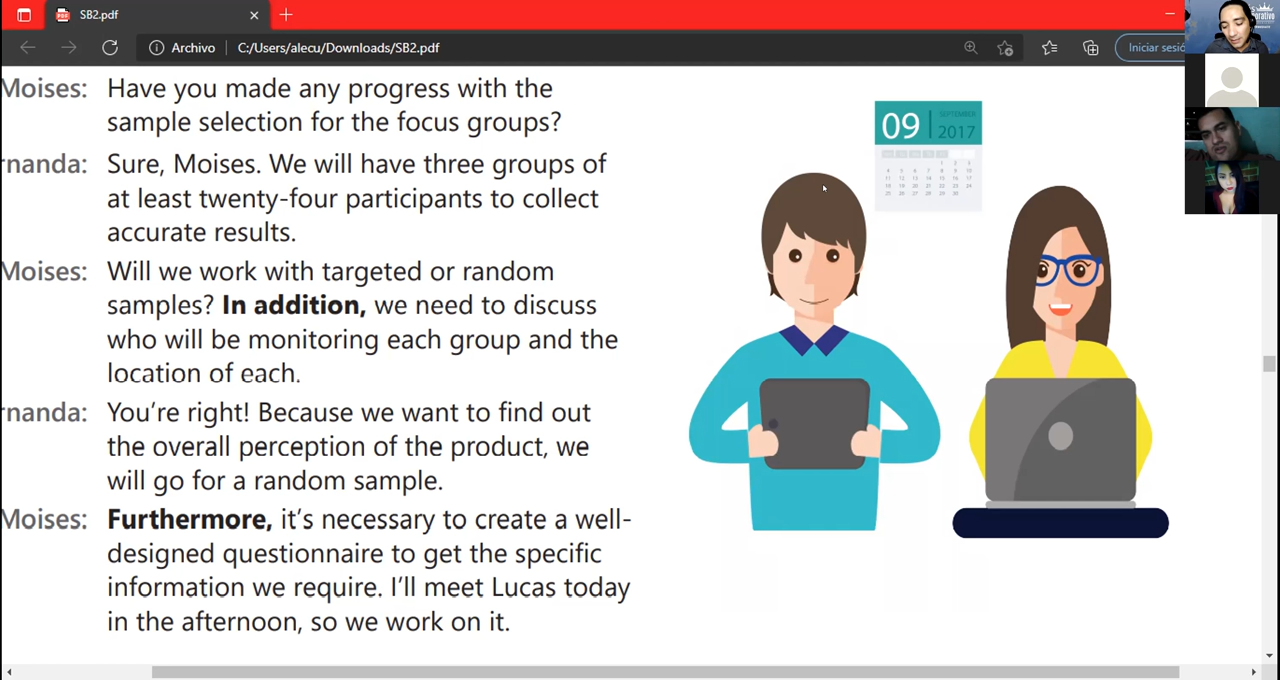 SB2.pdf
Archivo
C:/Users/alecu/Downloads/SB2.pdf
Iniciar sesió
Moises: Have you made any progress with the
sample selection for the focus groups?
rnanda: Sure, Moises. We will have three groups of
at least twenty-four participants to collect
accurate results.
Moises: Will we work with targeted or random
samples? In addition, we need to discuss
who will be monitoring each group and the
location of each.
rnanda: You're right! Because we want to find out
the overall perception of the product, we
will go for a random sample.
Moises: Furthermore, it's necessary to create a well-
designed questionnaire to get the specific
information we require. I'll meet Lucas today
in the afternoon, so we work on it.
09
SEPTEMBER
2017